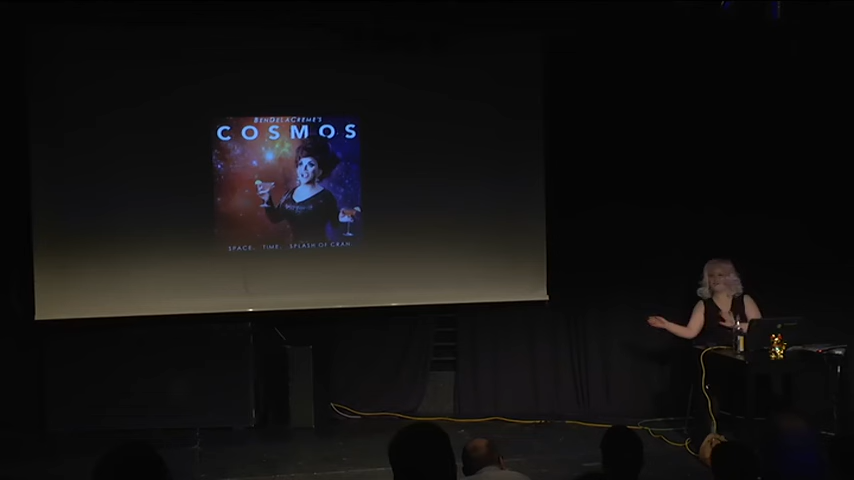 BENDELACREME'S
COSMOS
SPACE. TIME. SPLASH OF CRAN.